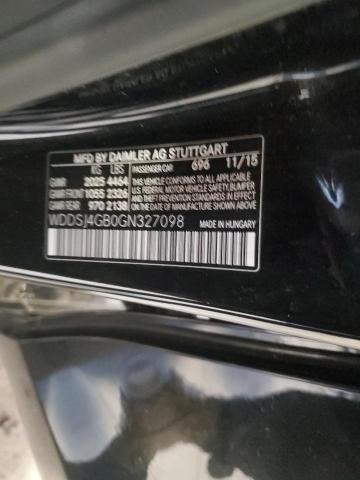 MFD BY DAIMLER AG STUTTGART
KG LBS PASSENGER CAR 696 11/15
GVWR 2025 4464 THIS VEHICLE CONFORMS TO ALL APPLICABLE
GAWR FRONT 1055 2326 U.S. FEDERAL MOTOR VEHICLE SAFETY, BUMPER
GAWR REAR 970 2138 AND THEFT PREVENTION STANDARDS IN EFFECT
ON THE DATE OF MANUFACTURE SHOWN ABOVE
WDDSJ4GB0GN327098 MADE IN HUNGARY